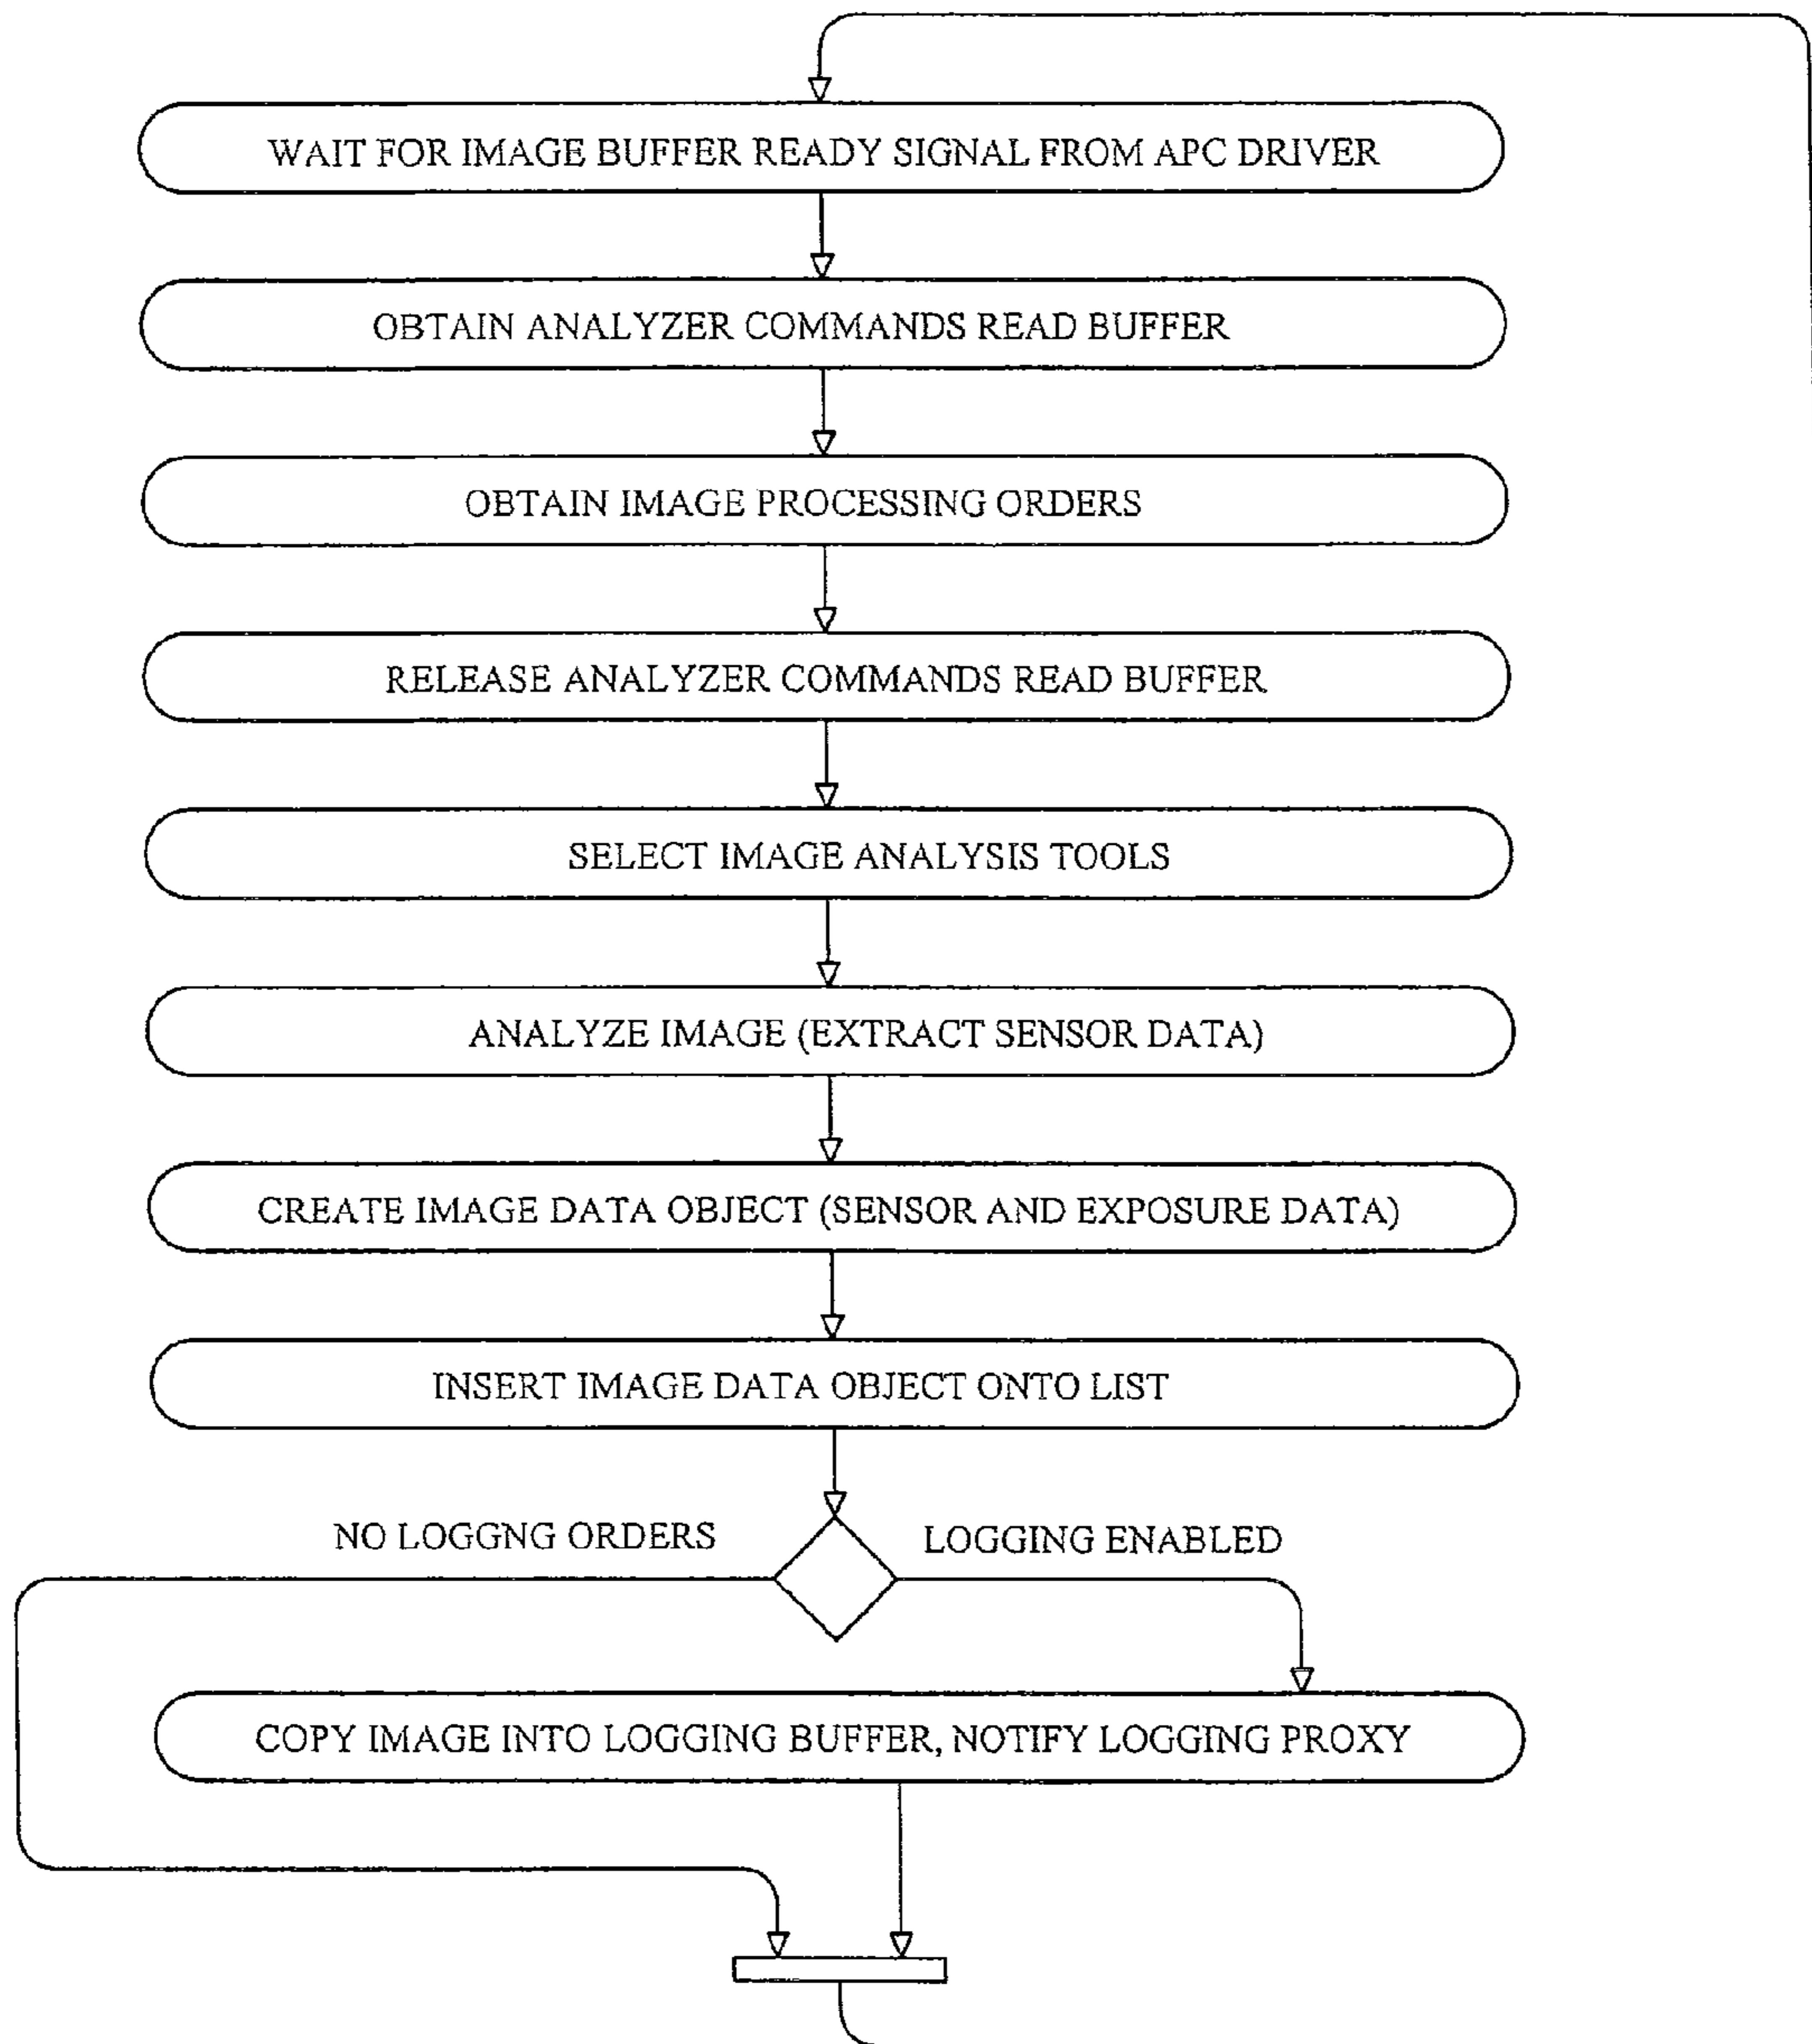 WAIT FOR IMAGE BUFFER READY SIGNAL FROM APC DRIVER
OBTAIN ANALYZER COMMANDS READ BUFFER
OBTAIN IMAGE PROCESSING ORDERS
RELEASE ANALYZER COMMANDS READ BUFFER
SELECT IMAGE ANALYSIS TOOLS
ANALYZE IMAGE (EXTRACT SENSOR DATA)
CREATE IMAGE DATA OBJECT (SENSOR AND EXPOSURE DATA)
INSERT IMAGE DATA OBJECT ONTO LIST
NO LOGGNG ORDERS
LOGGING ENABLED
COPY IMAGE INTO LOGGING BUFFER, NOTIFY LOGGING PROXY